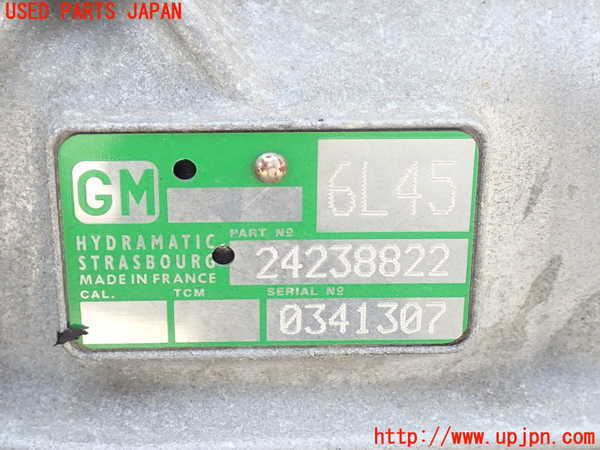 USED PARTS JAPAN
GM
6L45
PART Nº
HYDRAMATIC
STRASBOURG
24238822
MADE IN FRANCE
CAL.
TCM
SERIAL Nº
0341307
http://www.upjpn.com/